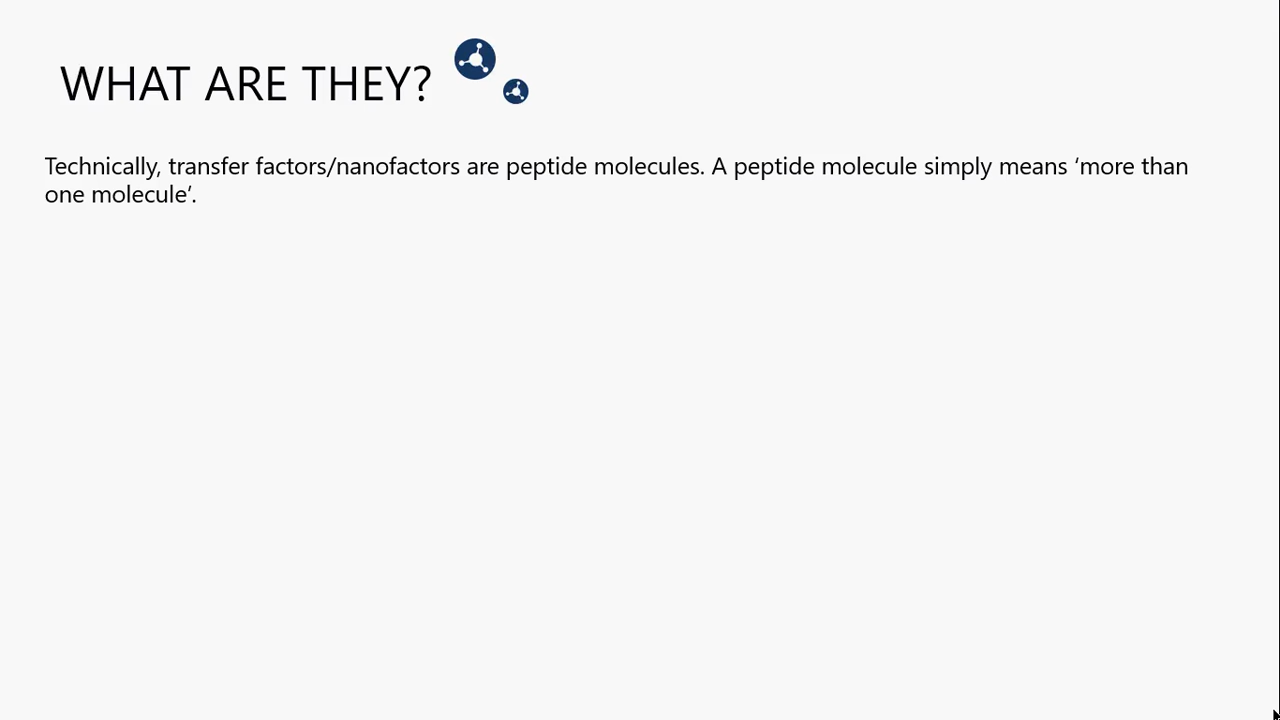 WHAT ARE THEY?
Technically, transfer factors/nanofactors are peptide molecules. A peptide molecule simply means ‘more than
one molecule‘.